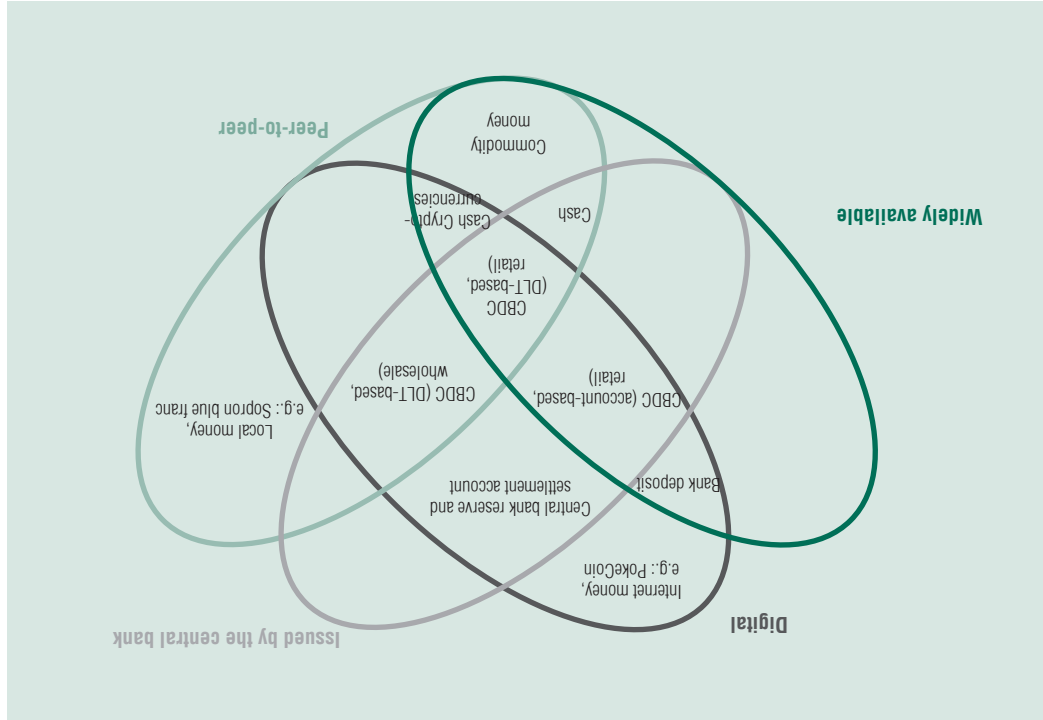 Issued by the central bank
Digital
Internet money,
e.g.: PokeCoin
Central bank reserve and
settlement account
Bank deposit
Local money,
e.g.: Sopron blue franc
CBDC (DLT-based,
wholesale)
CBDC (account-based,
retail)
CBDC
(DLT-based,
retail)
Widely available
Cash
Cash Crypto-
currencies
Peer-to-peer
Commodity
money